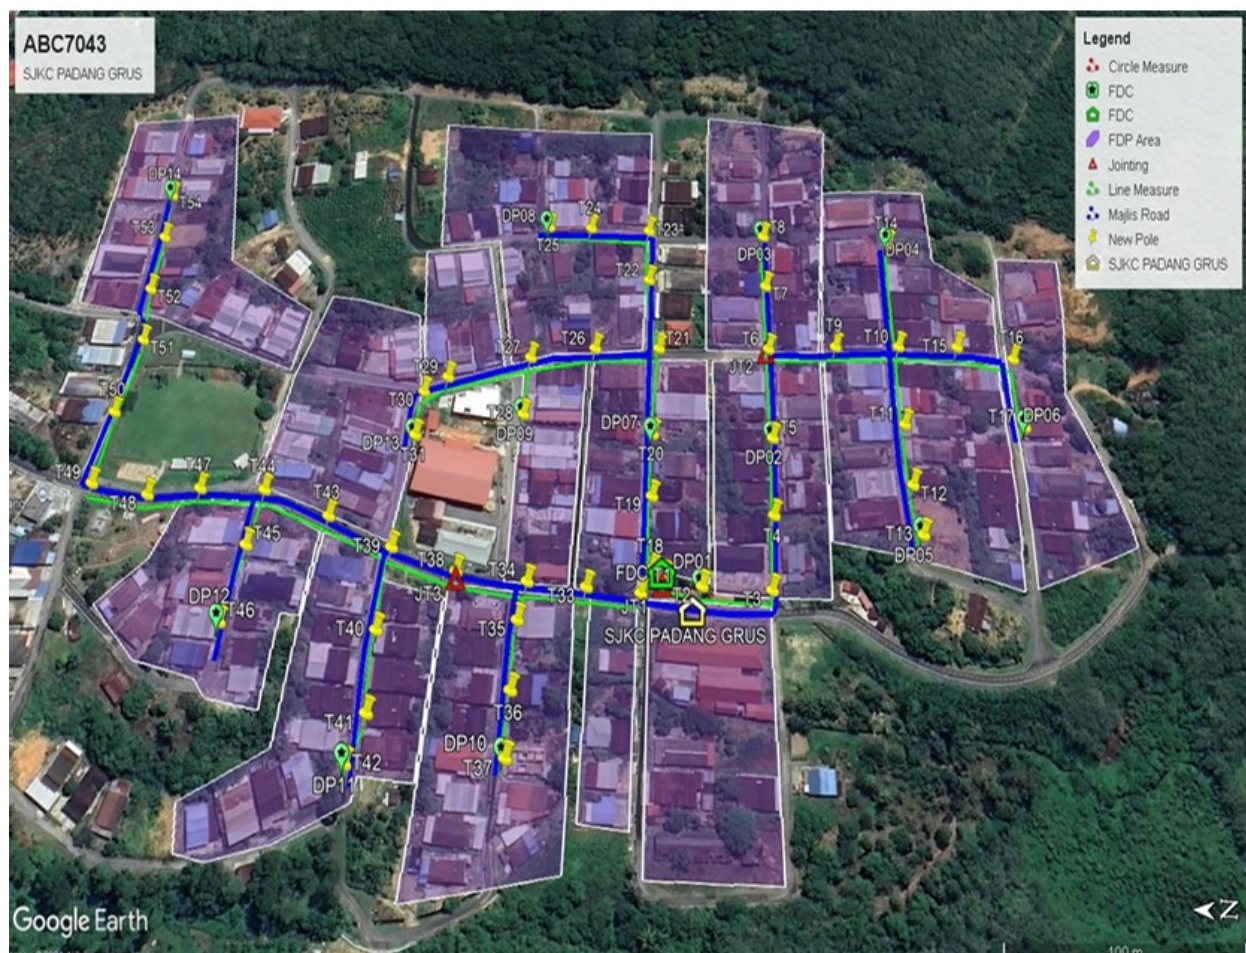 ABC7043
SJKC PADANG GRUS
Legend
Circle Measure
FDC
FDC
FDP Area
Jointing
Line Measure
Majlis Road
New Pole
SJKC PADANG GRUS
DP14
T54
T53
T52
T51
T50
T49
T48
T47
T44
T45
DP12
T46
T43
T39
T40
T41
T42
DP11
T38
JT3
T34
T33
T35
T36
DP10
T37
DP08
T24
T25
T23
T22
T21
T26
T27
T29
T30
DP13
T31
T28
DP09
DP07
T20
T19
T18
FDC
T1
DP01
JT1
T2
T3
SJKC PADANG GRUS
T4
T5
DP02
T6
JT2
T7
DP03
T8
T9
T10
T14
DP04
T15
T16
T17
DP06
T11
T12
T13
DP05
Google Earth
Z
100 m